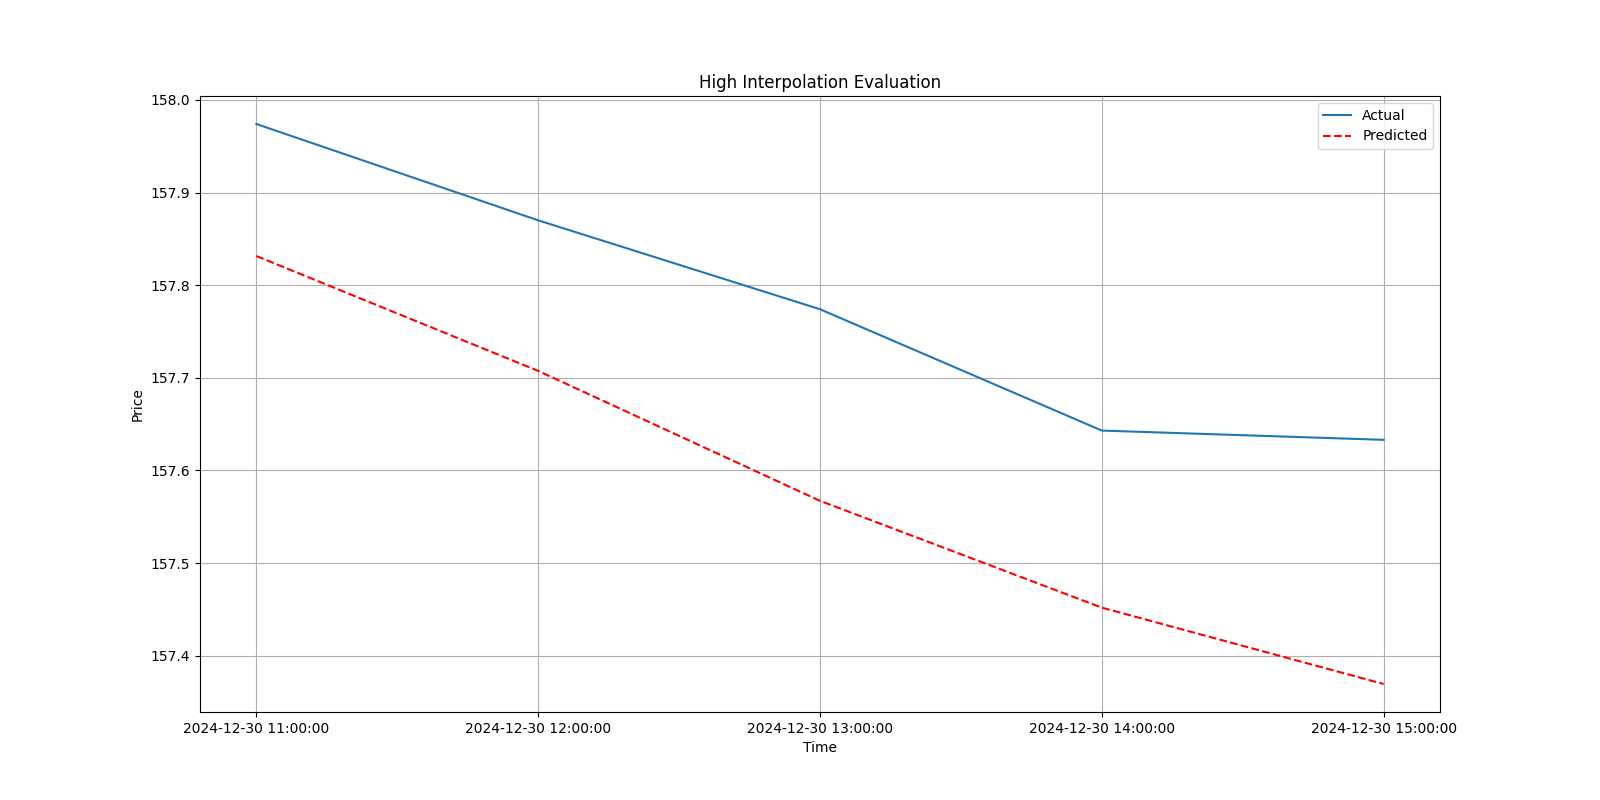 High Interpolation Evaluation
Actual
Predicted
158.0
157.9
157.8
157.7
157.6
157.5
157.4
Price
2024-12-30 11:00:00
2024-12-30 12:00:00
2024-12-30 13:00:00
2024-12-30 14:00:00
2024-12-30 15:00:00
Time